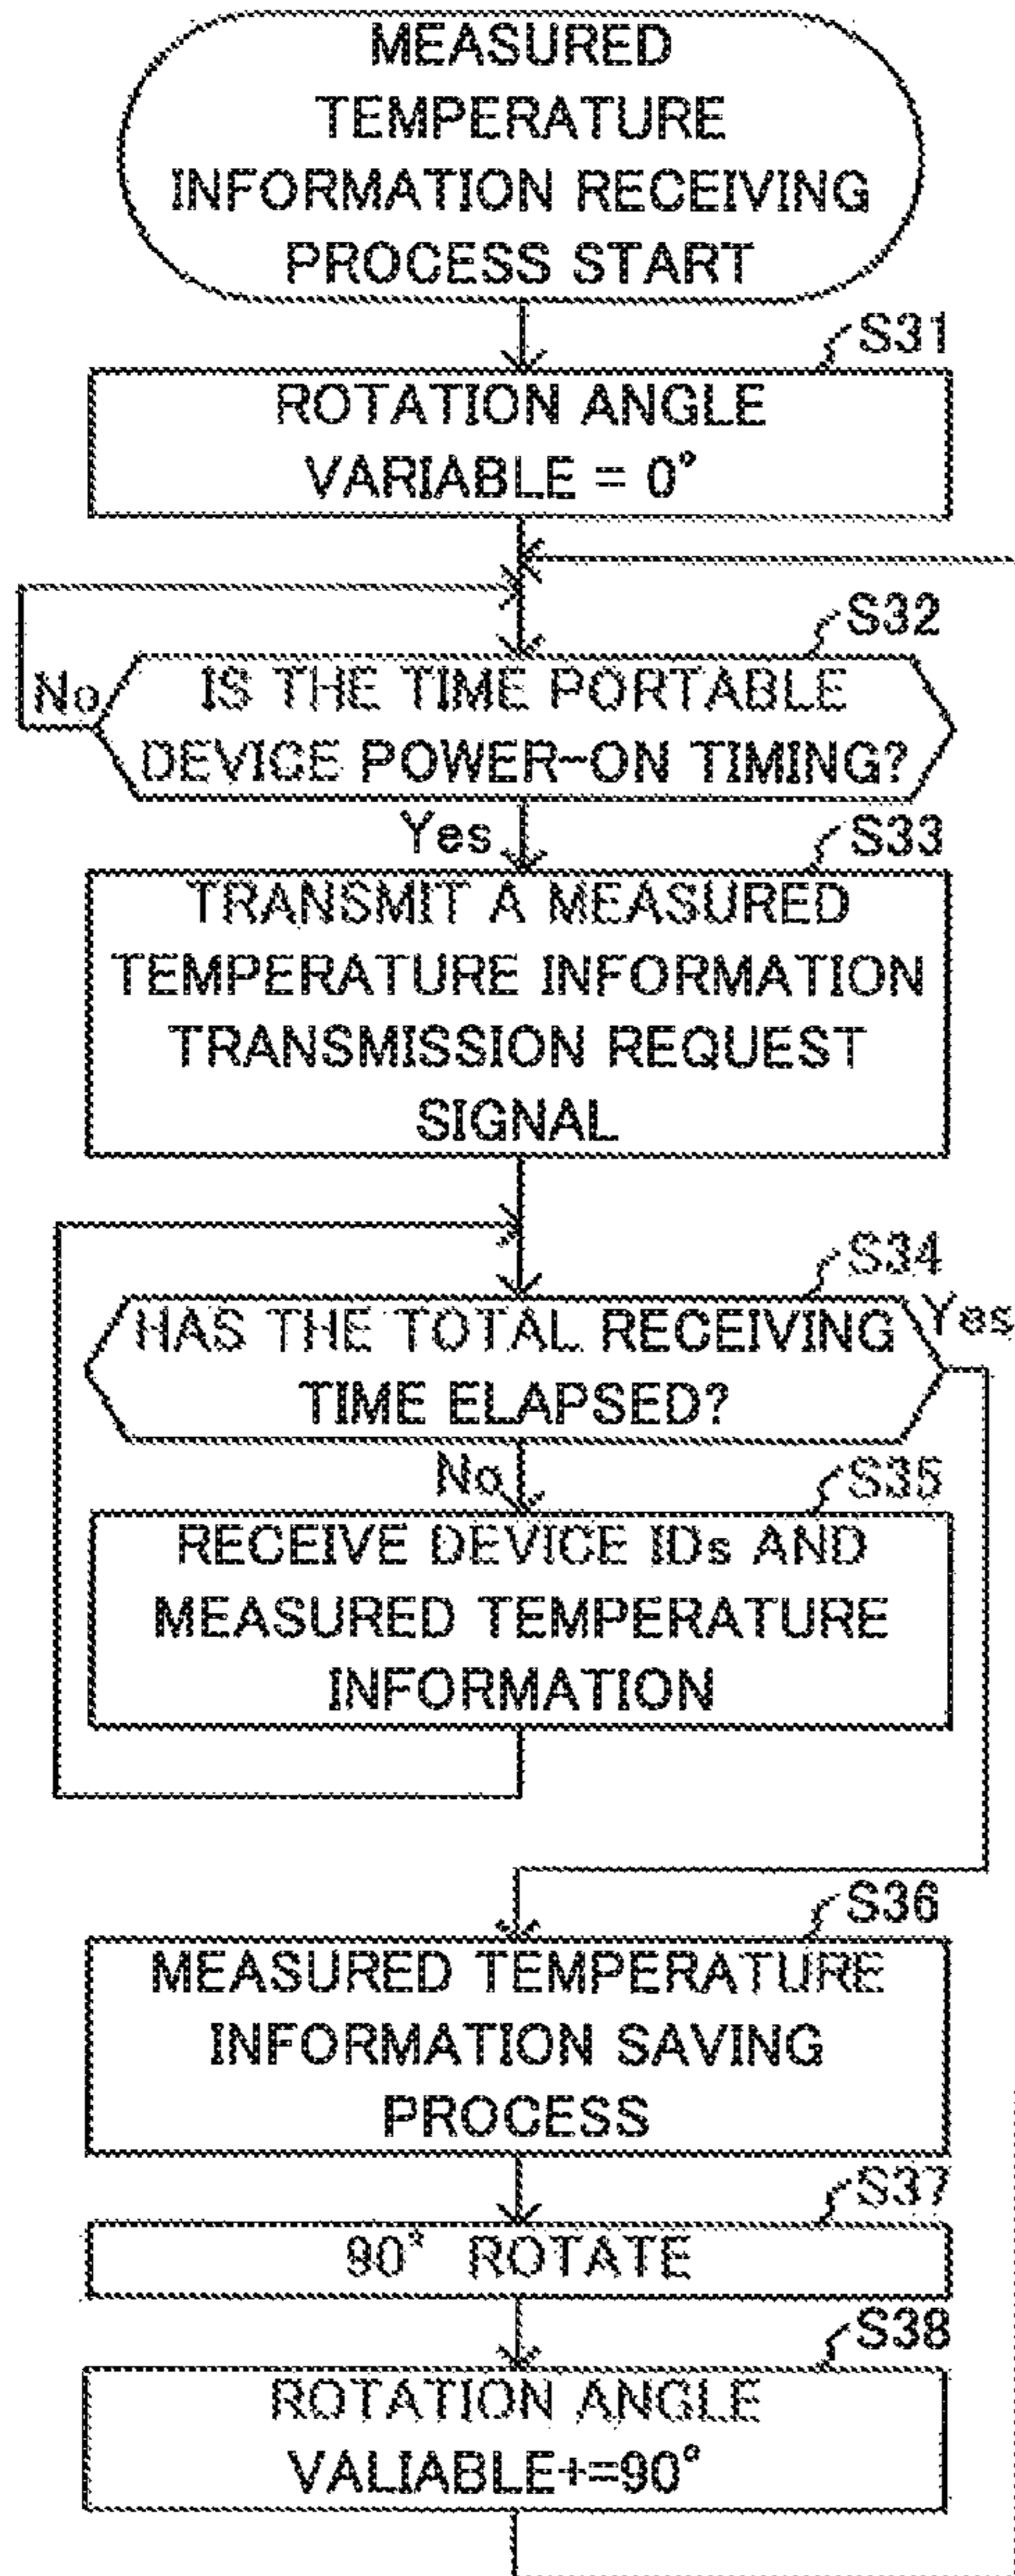 MEASURED
TEMPERATURE
INFORMATION RECEIVING
PROCESS START
S31
ROTATION ANGLE
VARIABLE = 0°
S32
No
IS THE TIME PORTABLE
DEVICE POWER-ON TIMING?
Yes
S33
TRANSMIT A MEASURED
TEMPERATURE INFORMATION
TRANSMISSION REQUEST
SIGNAL
S34
HAS THE TOTAL RECEIVING
Yes
TIME ELAPSED?
No
S35
RECEIVE DEVICE IDs AND
MEASURED TEMPERATURE
INFORMATION
S36
MEASURED TEMPERATURE
INFORMATION SAVING
PROCESS
S37
90° ROTATE
S38
ROTATION ANGLE
VALIABLE+=90°